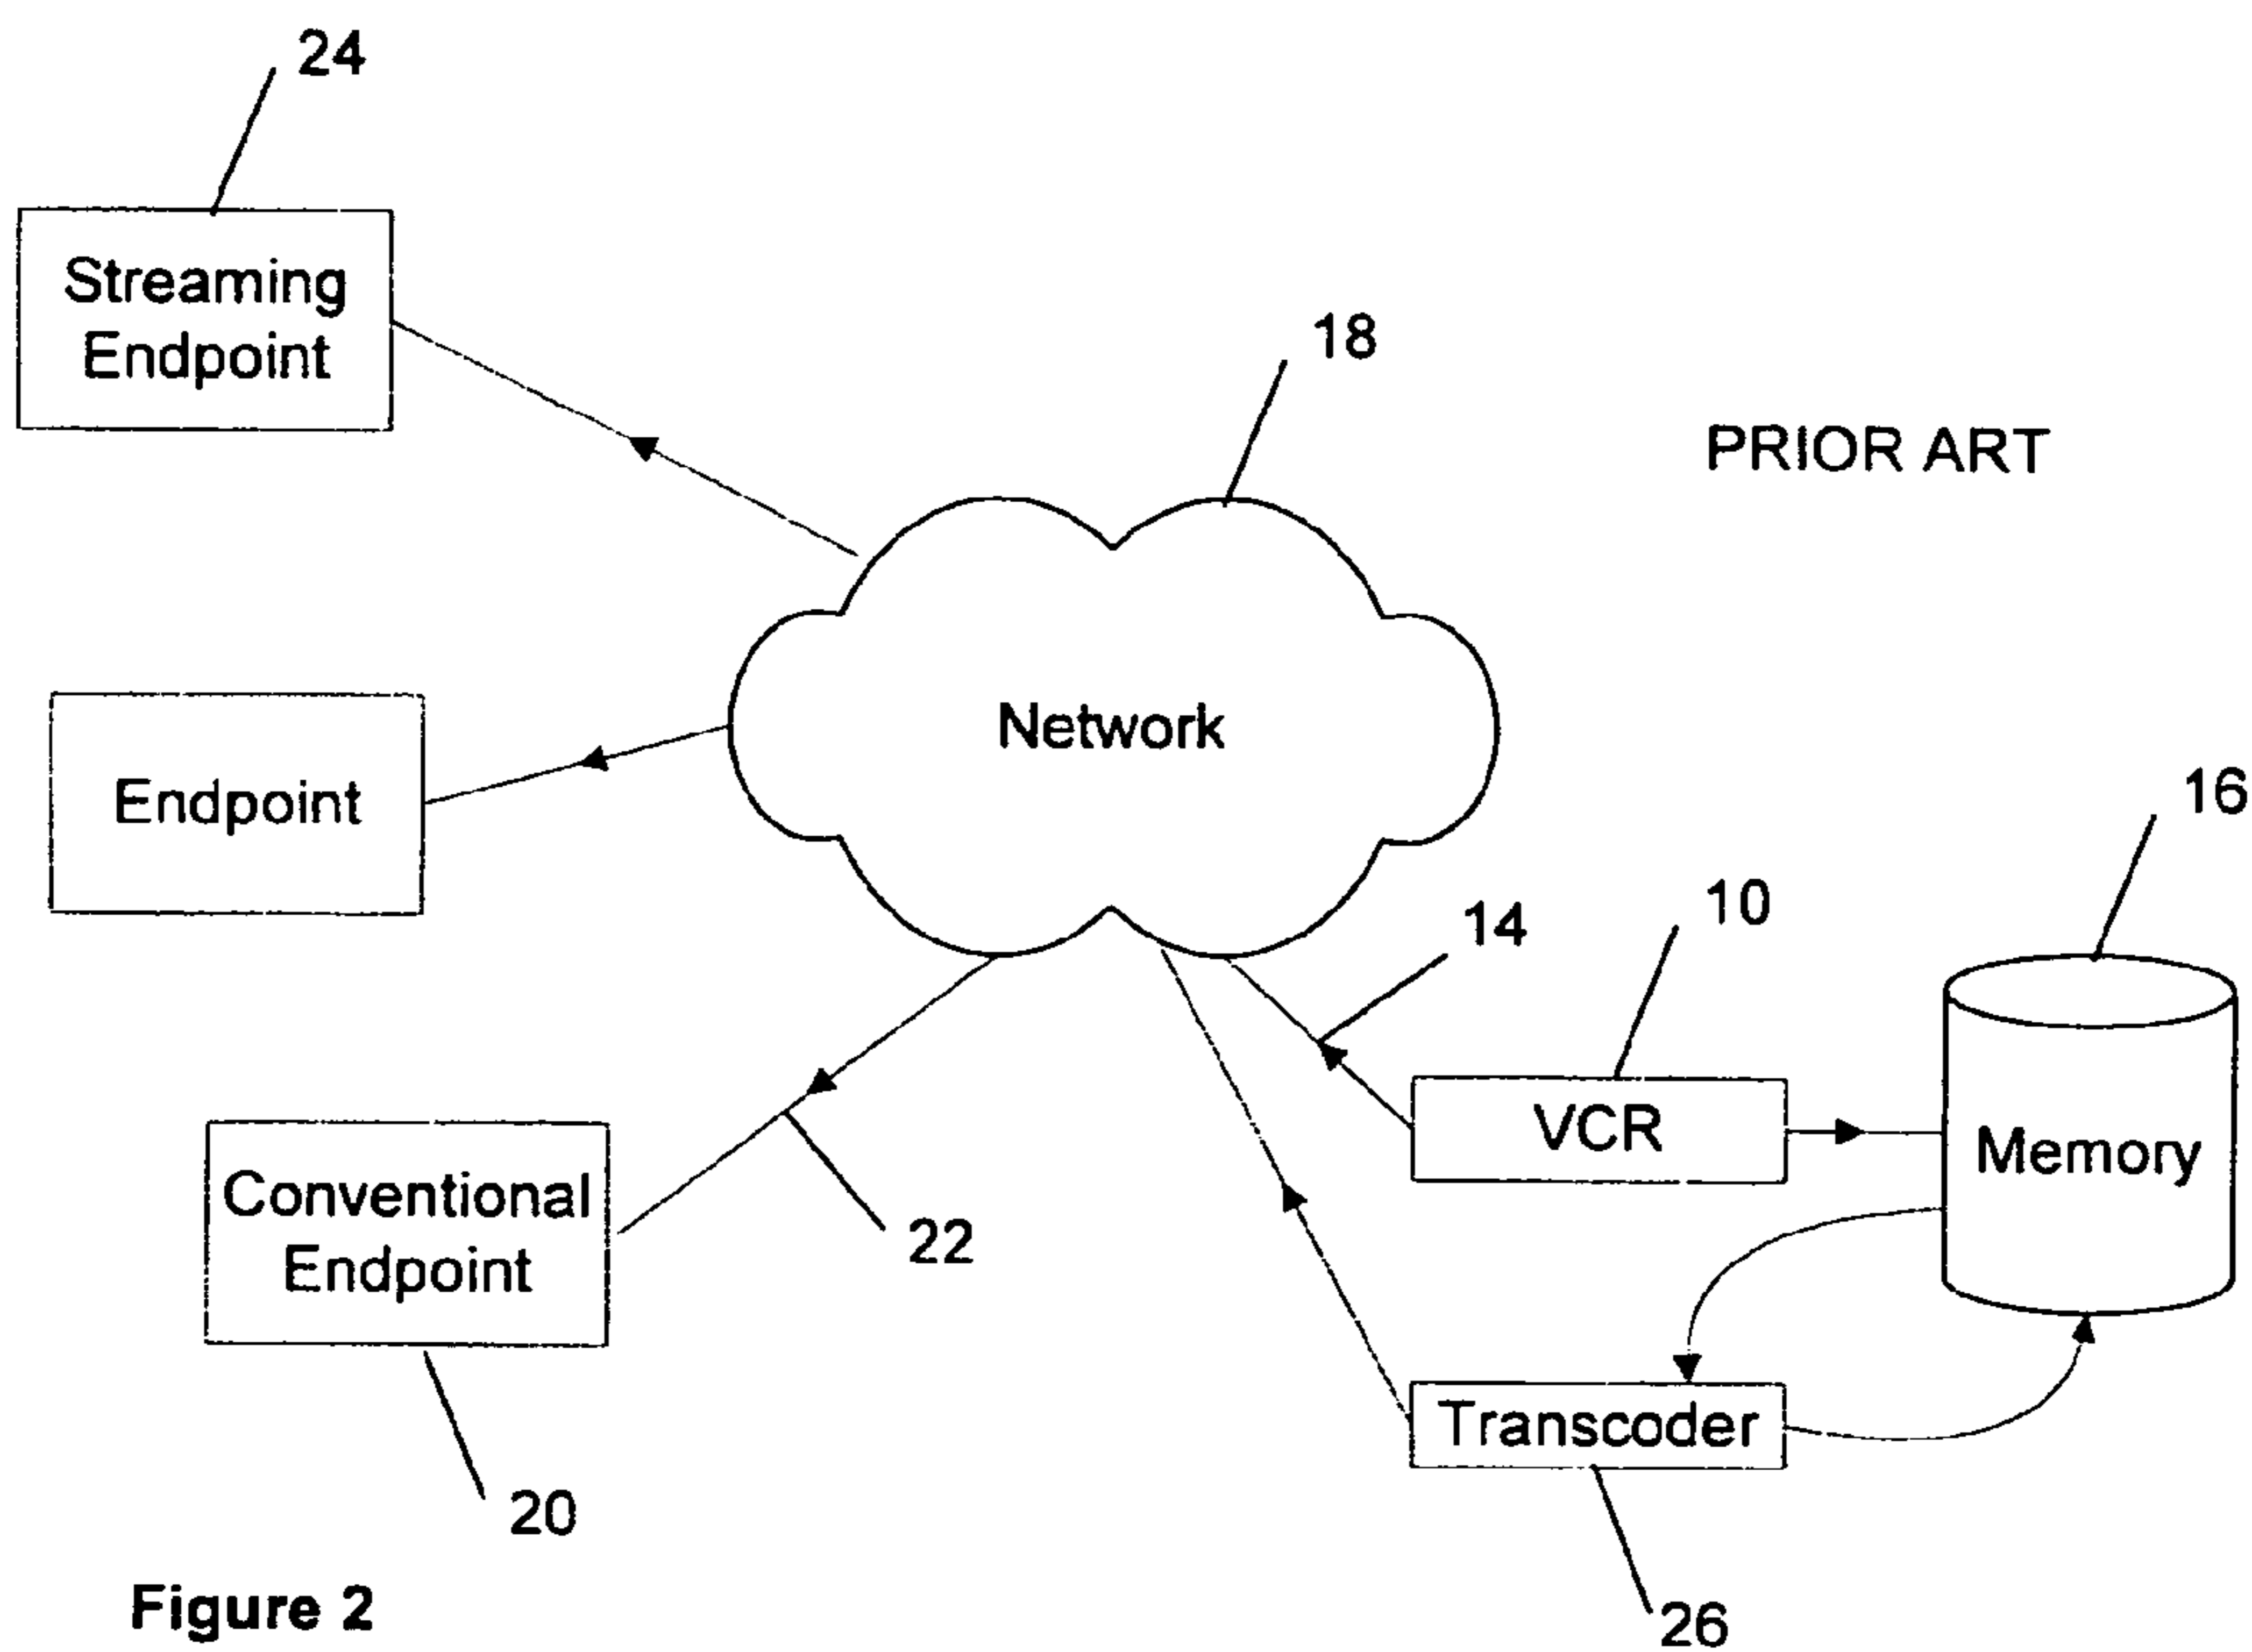 24
Streaming
Endpoint
18
PRIOR ART
Network
Endpoint
16
10
14
VCR
Memory
Conventional
Endpoint
22
Transcoder
20
26
Figure 2